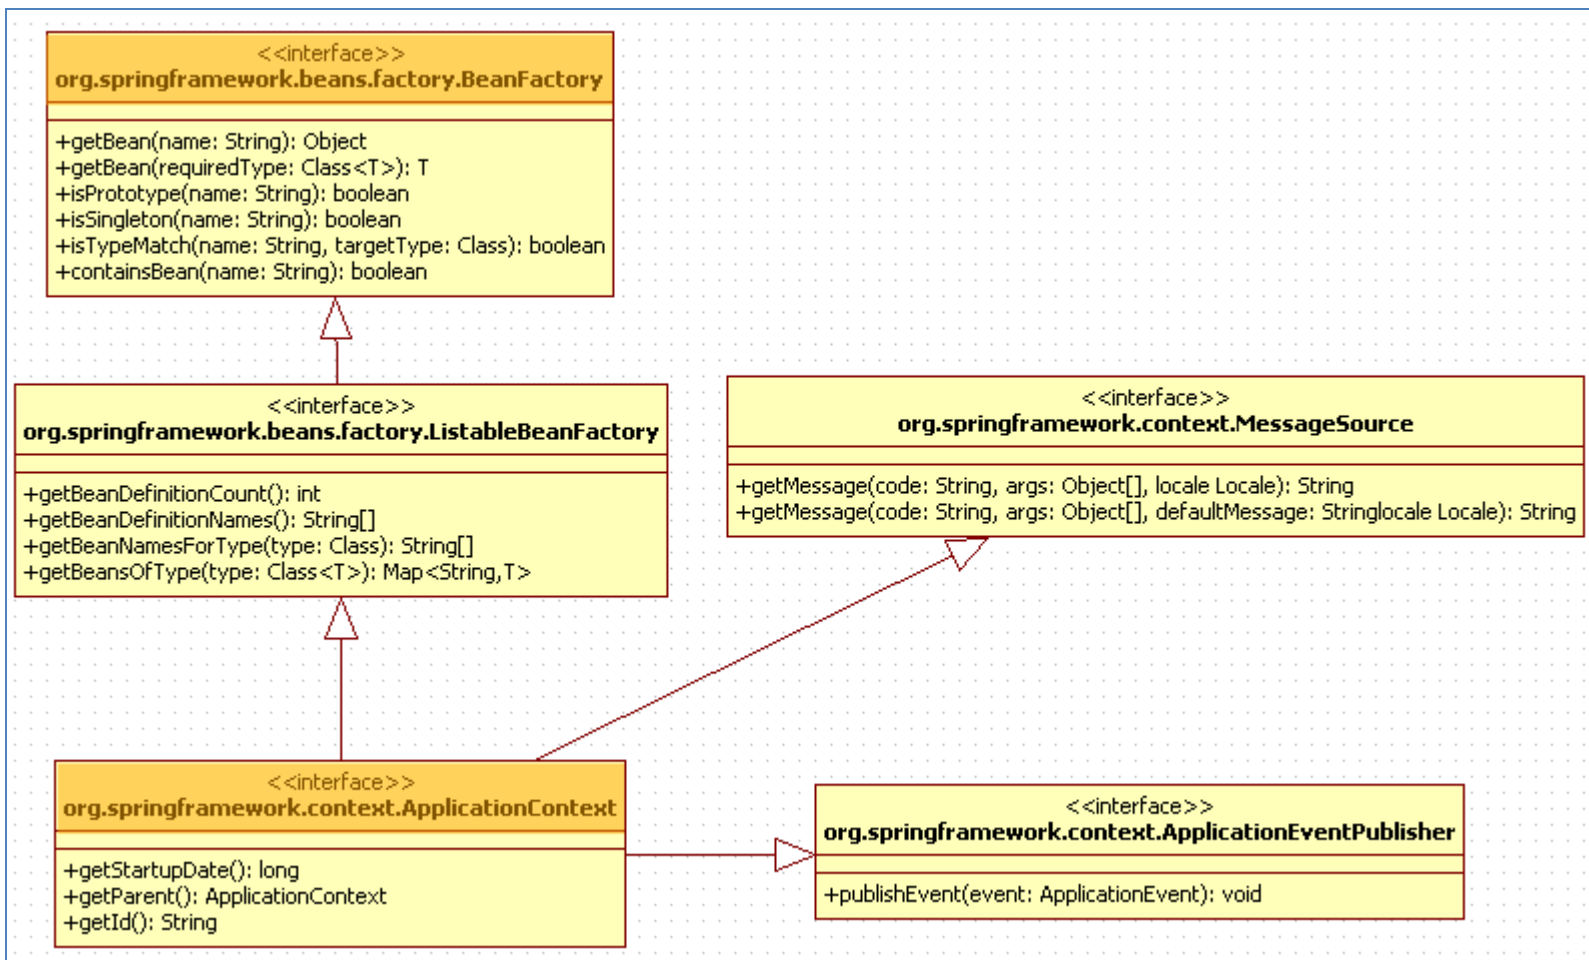 <<interface>>
org.springframework.beans.factory.BeanFactory
+getBean(name: String): Object
+getBean(requiredType: Class<T>): T
+isPrototype(name: String): boolean
+isSingleton(name: String): boolean
+isTypeMatch(name: String, targetType: Class): boolean
+containsBean(name: String): boolean
<<interface>>
org.springframework.beans.factory.ListableBeanFactory
+getBeanDefinitionCount(): int
+getBeanDefinitionNames(): String[]
+getBeanNamesForType(type: Class): String[]
+getBeansOfType(type: Class<T>): Map<String,T>
<<interface>>
org.springframework.context.MessageSource
+getMessage(code: String, args: Object[], locale Locale): String
+getMessage(code: String, args: Object[], defaultMessage: Stringlocale Locale): String
<<interface>>
org.springframework.context.ApplicationContext
+getStartupDate(): long
+getParent(): ApplicationContext
+getId(): String
<<interface>>
org.springframework.context.ApplicationEventPublisher
+publishEvent(event: ApplicationEvent): void